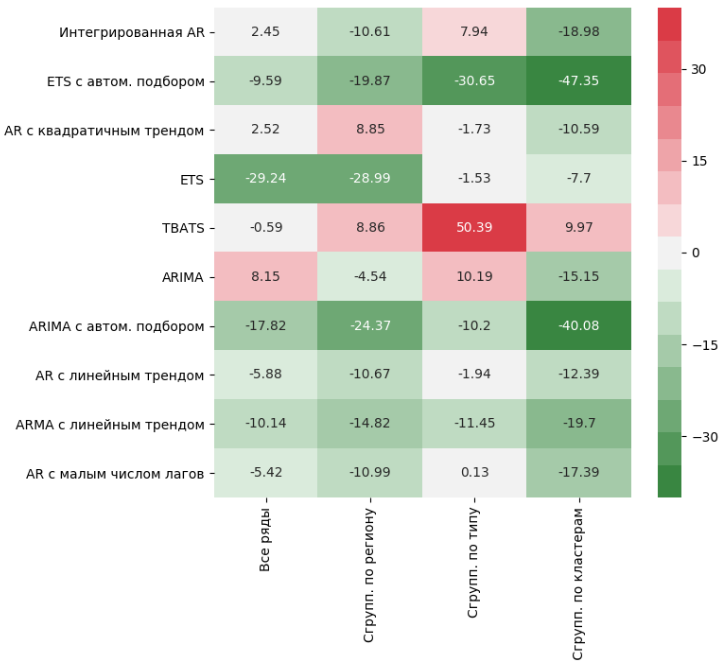 Интегрированная AR 2.45 -10.61 7.94 -18.98
ETS с автом. подбором -9.59 -19.87 -30.65 -47.35
AR с квадратичным трендом 2.52 8.85 -1.73 -10.59
ETS -29.24 -28.99 -1.53 -7.7
TBATS -0.59 8.86 50.39 9.97
ARIMA 8.15 -4.54 10.19 -15.15
ARIMA с автом. подбором -17.82 -24.37 -10.2 -40.08
AR с линейным трендом -5.88 -10.67 -1.94 -12.39
ARMA с линейным трендом -10.14 -14.82 -11.45 -19.7
AR с малым числом лагов -5.42 -10.99 0.13 -17.39
Все ряды
Сгрупп. по региону
Сгрупп. по типу
Сгрупп. по кластерам
30
15
0
−15
−30